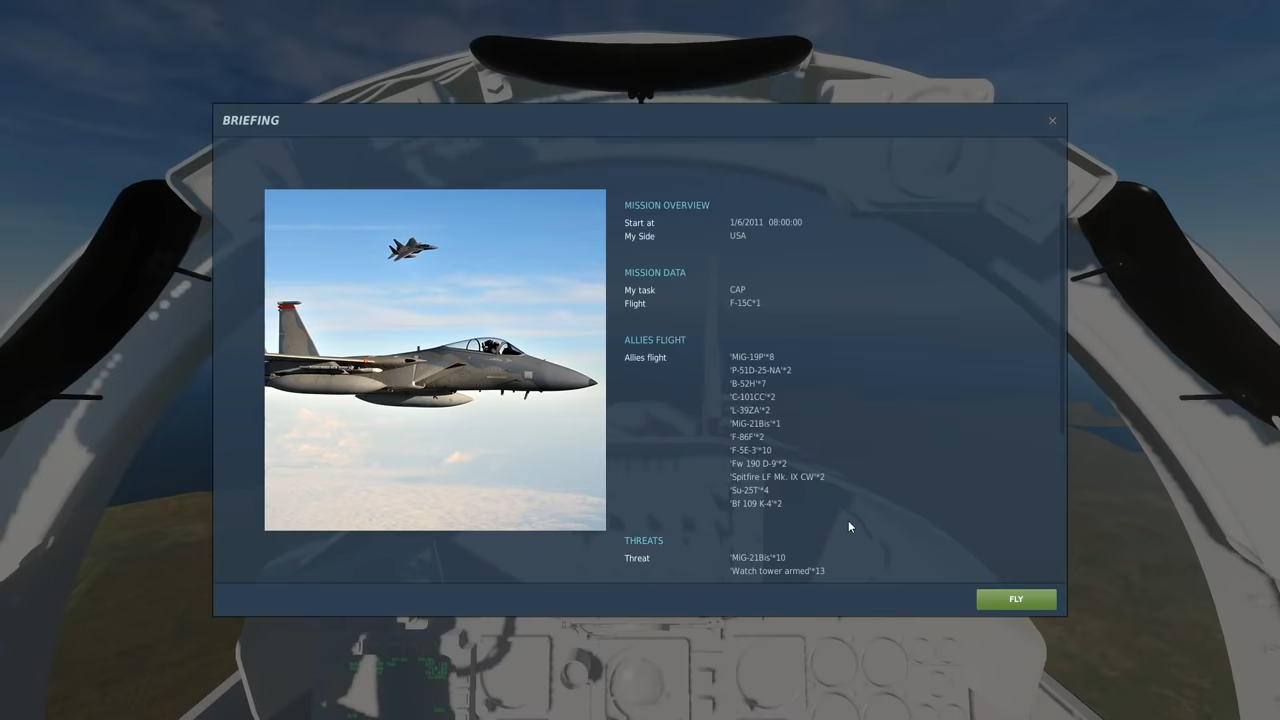 BRIEFING
MISSION OVERVIEW
Start at 1/6/2011 08:00:00
My Side USA
MISSION DATA
My task CAP
Flight F-15C*1
ALLIES FLIGHT
Allies flight 'MiG-19P'*8
'P-51D-25-NA'*2
'B-52H'*7
'C-101CC'*2
'L-39ZA'*2
'MiG-21Bis'*1
'F-86F'*2
'F-5E-3'*10
'Fw 190 D-9'*2
'Spitfire LF Mk. IX CW'*2
'Su-25T'*4
'Bf 109 K-4'*2
THREATS
Threat 'MiG-21Bis'*10
'Watch tower armed'*13
FLY